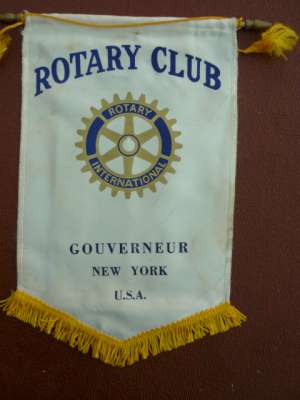 ROTARY CLUB
ROTARY
INTERNATIONAL
GOUVERNEUR
NEW YORK
U.S.A.